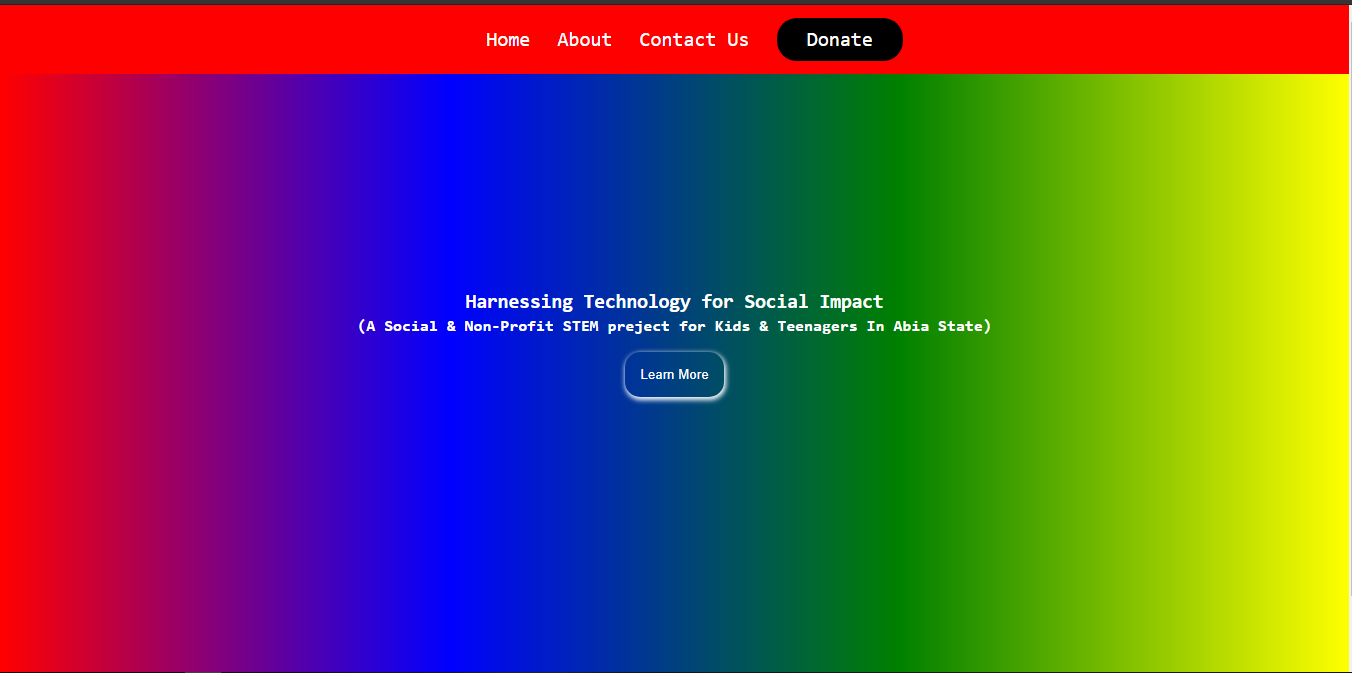 Home About Contact Us Donate
Harnessing Technology for Social Impact
(A Social & Non-Profit STEM preject for Kids & Teenagers In Abia State)
Learn More